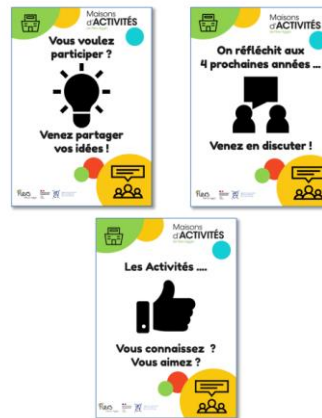 Maisons
d'ACTIVITÉS
Vous voulez
participer ?
Venez partager
vos idées !
Maisons
d'ACTIVITÉS
On réfléchit aux
4 prochaines années ...
Venez en discuter !
Maisons
d'ACTIVITÉS
Les Activités ....
Vous connaissez ?
Vous aimez ?